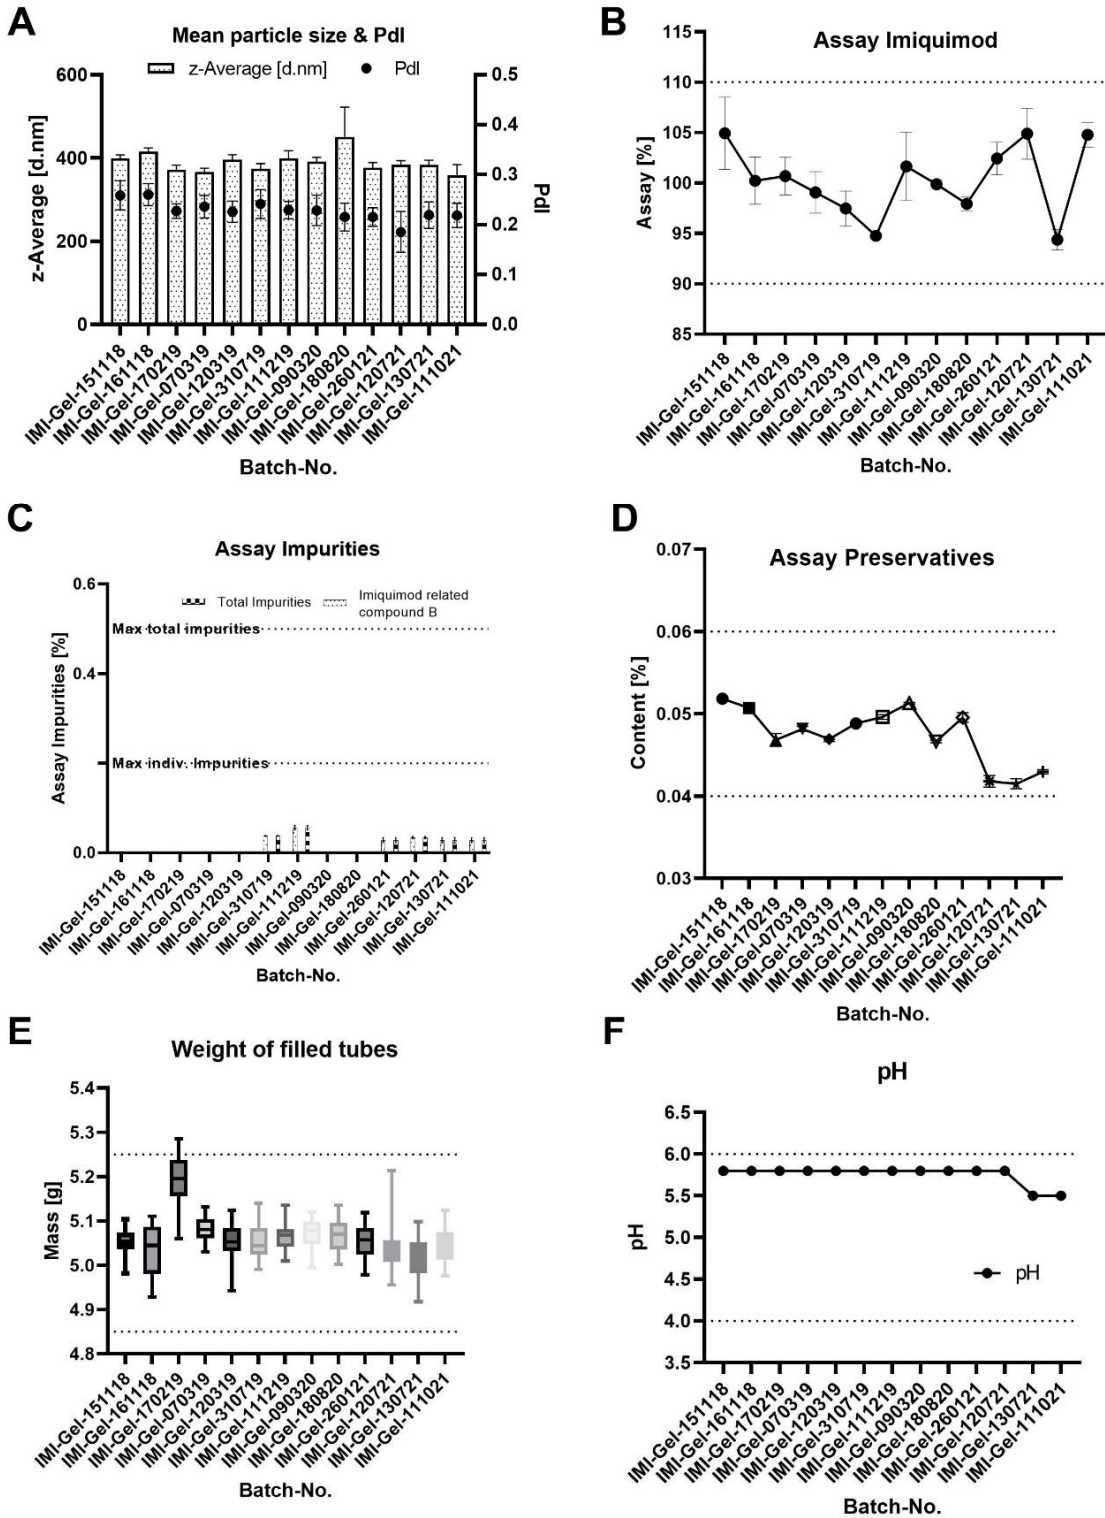 A
Mean particle size & PdI
z-Average [d.nm]
PdI
600
400
200
0
z-Average [d.nm]
0.5
0.4
0.3
0.2
0.1
0.0
PdI
IMI-Gel-151118
IMI-Gel-161118
IMI-Gel-170219
IMI-Gel-070319
IMI-Gel-120319
IMI-Gel-310719
IMI-Gel-111219
IMI-Gel-090320
IMI-Gel-180820
IMI-Gel-260121
IMI-Gel-120721
IMI-Gel-130721
IMI-Gel-111021
Batch-No.
B
Assay Imiquimod
115
110
105
100
95
90
85
Assay [%]
IMI-Gel-151118
IMI-Gel-161118
IMI-Gel-170219
IMI-Gel-070319
IMI-Gel-120319
IMI-Gel-310719
IMI-Gel-111219
IMI-Gel-090320
IMI-Gel-180820
IMI-Gel-260121
IMI-Gel-120721
IMI-Gel-130721
IMI-Gel-111021
Batch-No.
C
Assay Impurities
Total Impurities
Imiquimod related
compound B
0.6
0.4
0.0
Assay Impurities [%]
Max total impurities
Max indiv. Impurities
IMI-Gel-151118
IMI-Gel-161118
IMI-Gel-170219
IMI-Gel-070319
IMI-Gel-120319
IMI-Gel-310719
IMI-Gel-111219
IMI-Gel-090320
IMI-Gel-180820
IMI-Gel-260121
IMI-Gel-120721
IMI-Gel-130721
IMI-Gel-111021
Batch-No.
D
Assay Preservatives
0.07
0.06
0.05
0.04
0.03
Content [%]
IMI-Gel-151118
IMI-Gel-161118
IMI-Gel-170219
IMI-Gel-070319
IMI-Gel-120319
IMI-Gel-310719
IMI-Gel-111219
IMI-Gel-090320
IMI-Gel-180820
IMI-Gel-260121
IMI-Gel-120721
IMI-Gel-130721
IMI-Gel-111021
Batch-No.
E
Weight of filled tubes
5.4
5.3
5.2
5.1
5.0
4.9
4.8
Mass [g]
IMI-Gel-151118
IMI-Gel-161118
IMI-Gel-170219
IMI-Gel-070319
IMI-Gel-120319
IMI-Gel-310719
IMI-Gel-111219
IMI-Gel-090320
IMI-Gel-180820
IMI-Gel-260121
IMI-Gel-120721
IMI-Gel-130721
IMI-Gel-111021
Batch-No.
F
pH
6.5
6.0
5.5
5.0
4.5
4.0
3.5
pH
pH
IMI-Gel-151118
IMI-Gel-161118
IMI-Gel-170219
IMI-Gel-070319
IMI-Gel-120319
IMI-Gel-310719
IMI-Gel-111219
IMI-Gel-090320
IMI-Gel-180820
IMI-Gel-260121
IMI-Gel-120721
IMI-Gel-130721
IMI-Gel-111021
Batch-No.